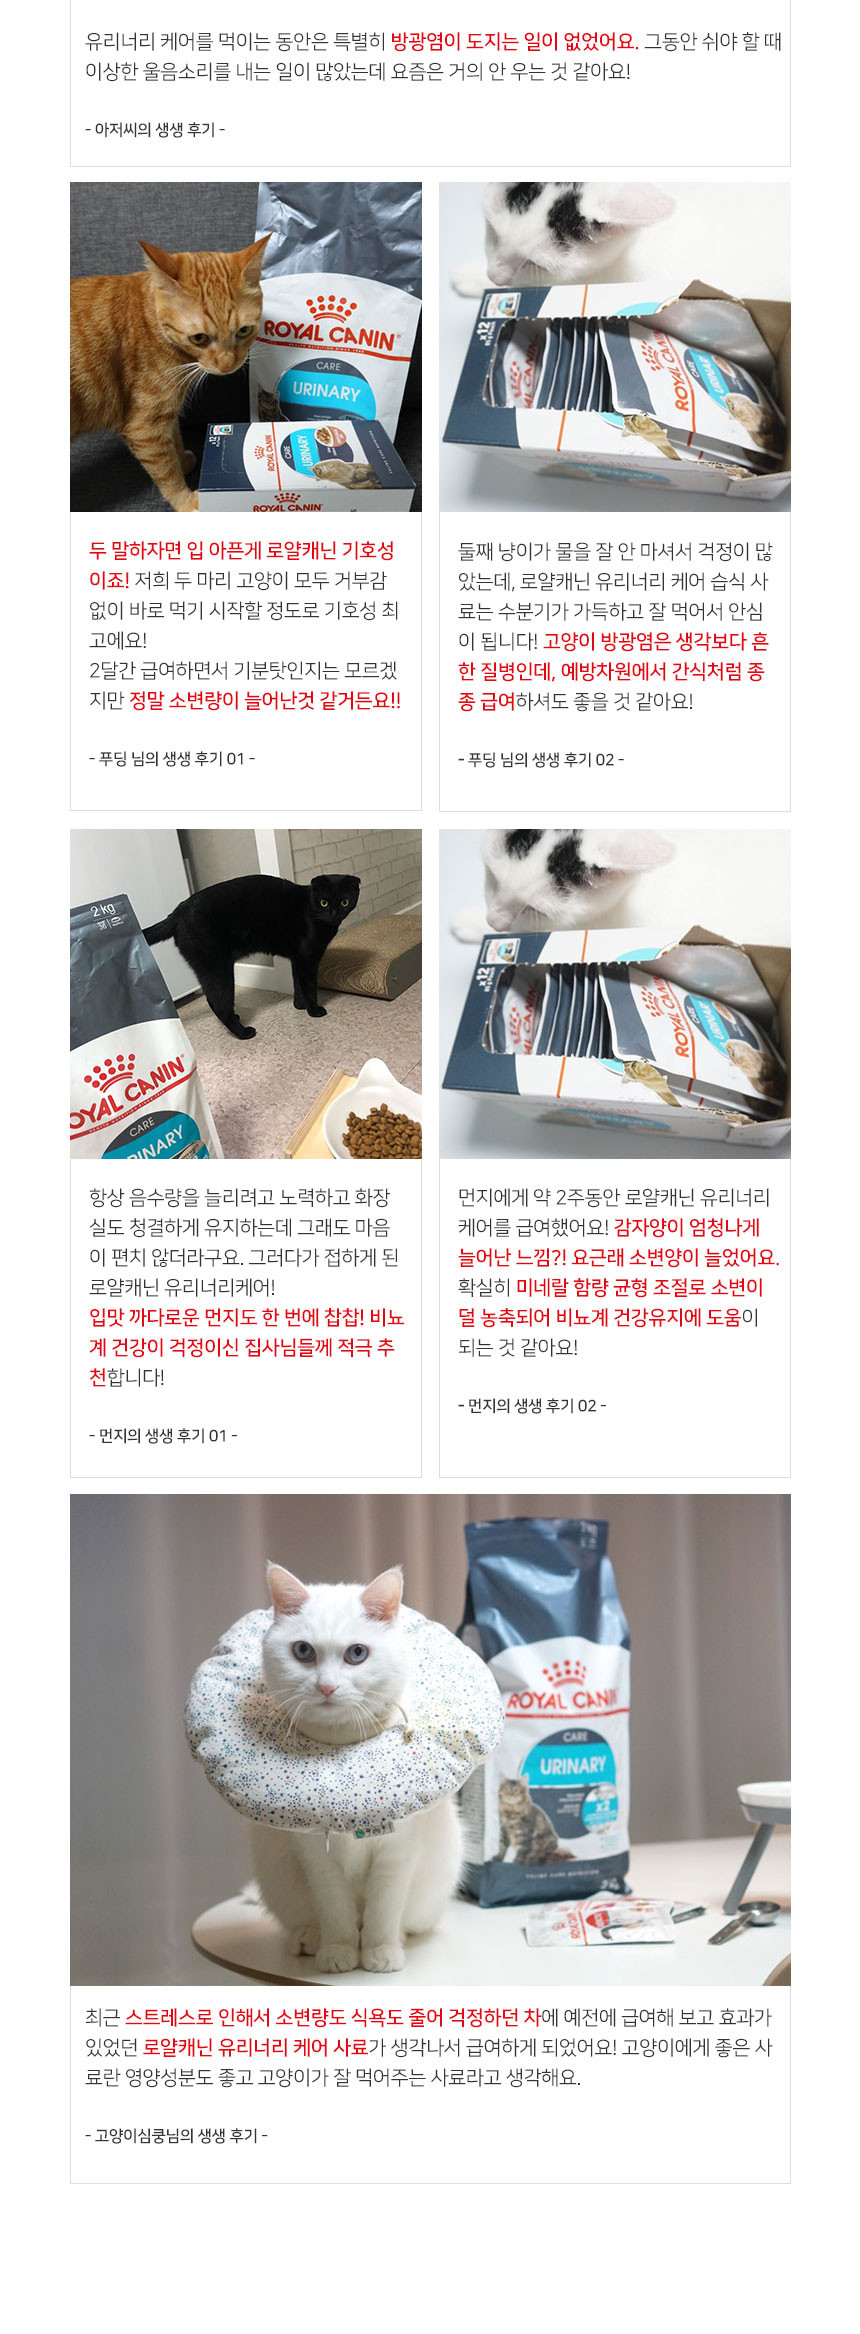 유리너리 케어를 먹이는 동안은 특별히 방광염이 도지는 일이 없었어요. 그동안 쉬야 할 때
이상한 울음소리를 내는 일이 많았는데 요즘은 거의 안 우는 것 같아요!
- 아저씨의 생생 후기 -
ROYAL CANIN
CARE
URINARY
x12
ROYAL CANIN
CARE
URINARY
ROYAL CANIN
x12
ROYAL CANIN
CARE
URINAR
두 말하자면 입 아픈게 로얄캐닌 기호성
이죠! 저희 두 마리 고양이 모두 거부감
없이 바로 먹기 시작할 정도로 기호성 최
고에요!
2달간 급여하면서 기분탓인지는 모르겠
지만 정말 소변량이 늘어난것 같거든요!!
- 푸딩 님의 생생 후기 01 -
둘째 냥이가 물을 잘 안 마셔서 걱정이 많
았는데, 로얄캐닌 유리너리 케어 습식 사
료는 수분기가 가득하고 잘 먹어서 안심
이 됩니다! 고양이 방광염은 생각보다 흔
한 질병인데, 예방차원에서 간식처럼 종
종 급여하셔도 좋을 것 같아요!
- 푸딩 님의 생생 후기 02 -
2 kg
OYAL CANIN
CARE
RINARY
x12
ROYAL CANIN
CARE
URINAR
항상 음수량을 늘리려고 노력하고 화장
실도 청결하게 유지하는데 그래도 마음
이 편치 않더라구요. 그러다가 접하게 된
로얄캐닌 유리너리케어!
입맛 까다로운 먼지도 한 번에 찹찹! 비뇨
계 건강이 걱정이신 집사님들께 적극 추
천합니다!
- 먼지의 생생 후기 01 -
먼지에게 약 2주동안 로얄캐닌 유리너리
케어를 급여했어요! 감자양이 엄청나게
늘어난 느낌?! 요근래 소변양이 늘었어요.
확실히 미네랄 함량 균형 조절로 소변이
덜 농축되어 비뇨계 건강유지에 도움이
되는 것 같아요!
- 먼지의 생생 후기 02 -
ROYAL CANIN
CARE
URINARY
x2
FELINE CARE NUTRITION
최근 스트레스로 인해서 소변량도 식욕도 줄어 걱정하던 차에 예전에 급여해 보고 효과가
있었던 로얄캐닌 유리너리 케어 사료가 생각나서 급여하게 되었어요! 고양이에게 좋은 사
료란 영양성분도 좋고 고양이가 잘 먹어주는 사료라고 생각해요.
- 고양이심쿵님의 생생 후기 -